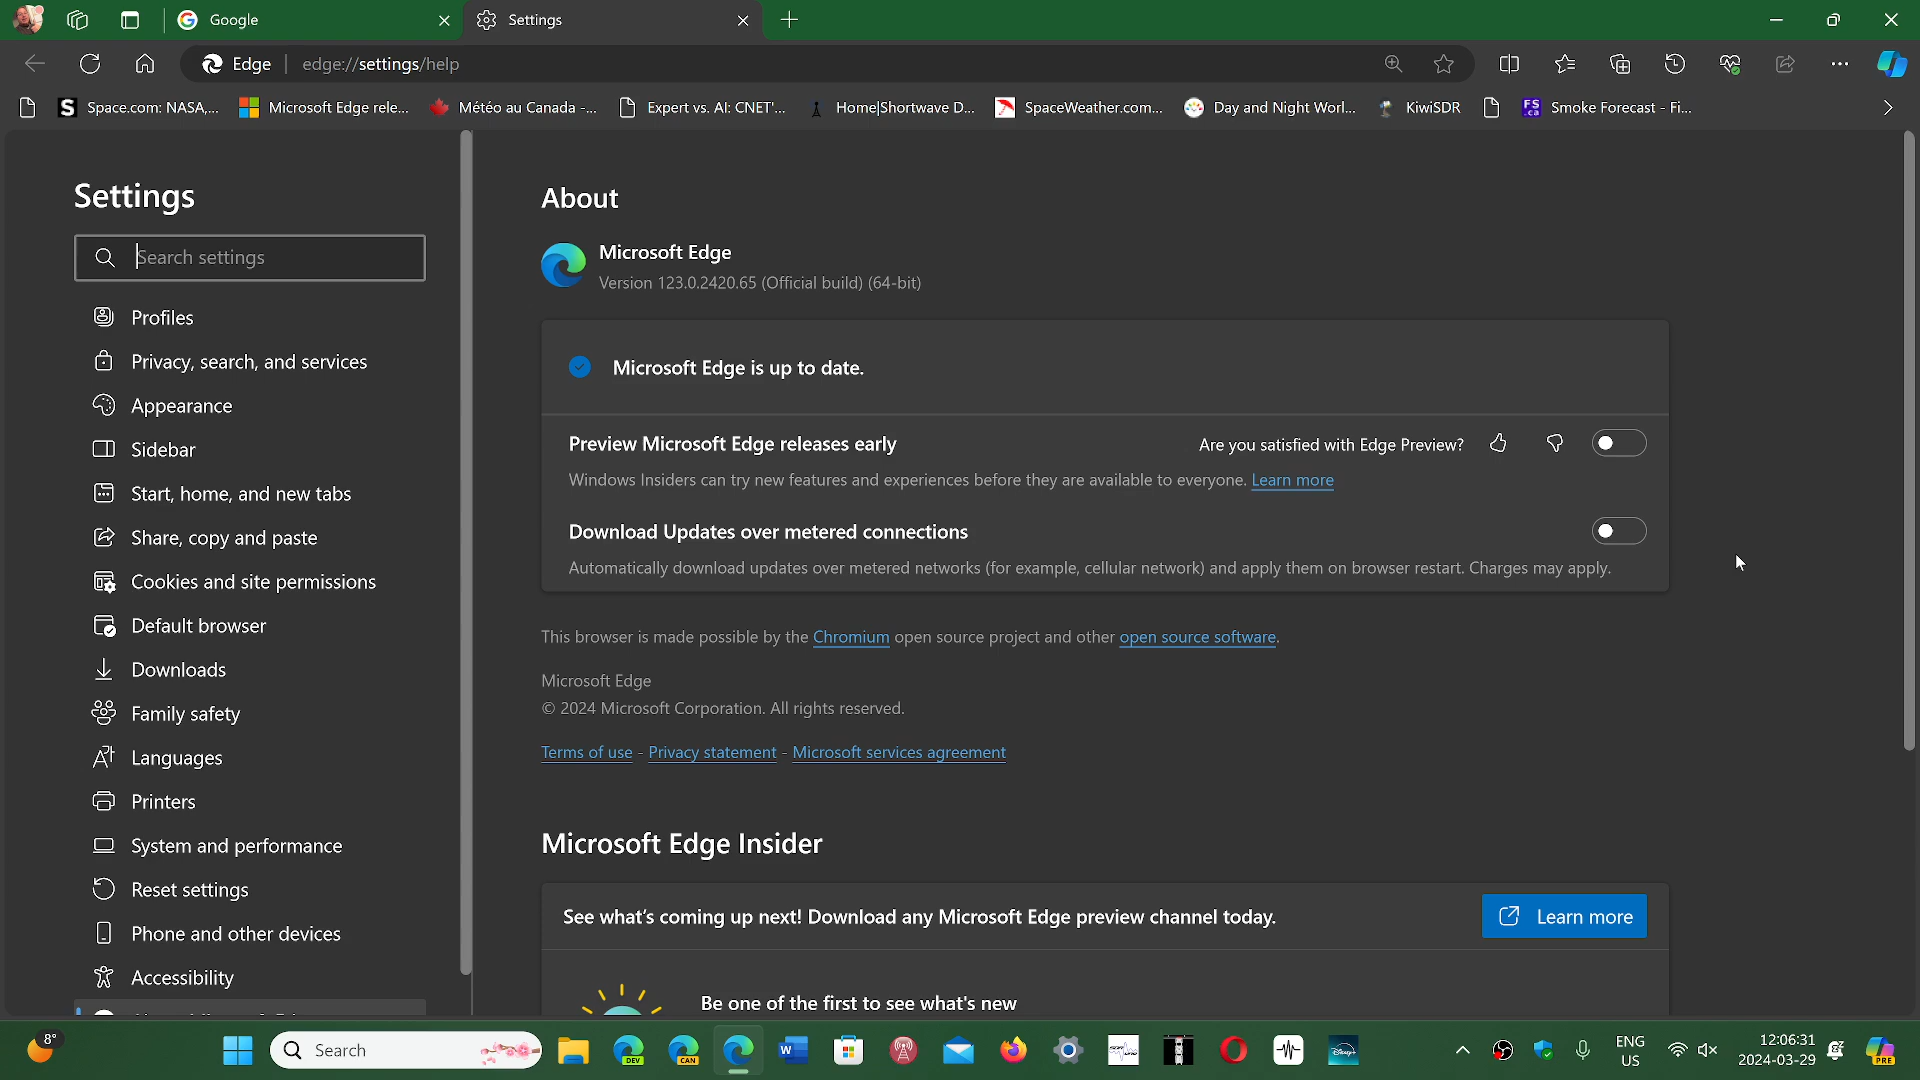 Google
Settings
Edge
edge://settings/help
Space.com: NASA,...
Microsoft Edge rele...
Météo au Canada -...
Expert vs. AI: CNET'...
Home|Shortwave D...
SpaceWeather.com...
Day and Night Worl...
KiwiSDR
FS
.ca
Smoke Forecast - Fi...
Settings
Search settings
Profiles
Privacy, search, and services
Appearance
Sidebar
Start, home, and new tabs
Share, copy and paste
Cookies and site permissions
Default browser
Downloads
Family safety
Languages
Printers
System and performance
Reset settings
Phone and other devices
Accessibility
About
Microsoft Edge
Version 123.0.2420.65 (Official build) (64-bit)
Microsoft Edge is up to date.
Preview Microsoft Edge releases early
Are you satisfied with Edge Preview?
Windows Insiders can try new features and experiences before they are available to everyone. Learn more
Download Updates over metered connections
Automatically download updates over metered networks (for example, cellular network) and apply them on browser restart. Charges may apply.
This browser is made possible by the Chromium open source project and other open source software.
Microsoft Edge
© 2024 Microsoft Corporation. All rights reserved.
Terms of use - Privacy statement - Microsoft services agreement
Microsoft Edge Insider
See what's coming up next! Download any Microsoft Edge preview channel today.
Learn more
Be one of the first to see what's new
8°
Search
DEV
CAN
Disney+
ENG
US
12:06:31
2024-03-29
PRE